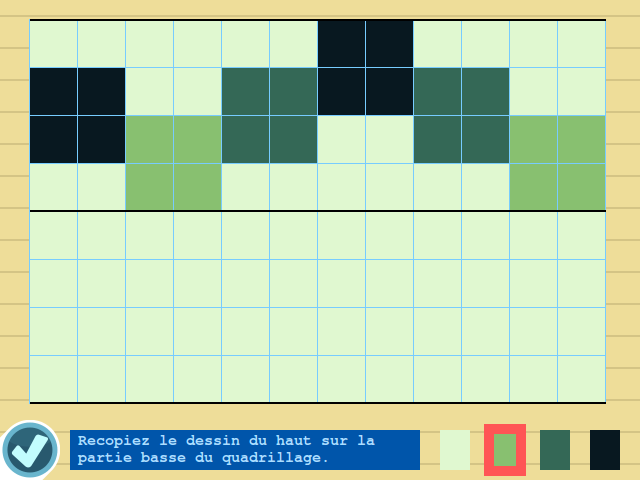 Recopiez le dessin du haut sur la
partie basse du quadrillage.